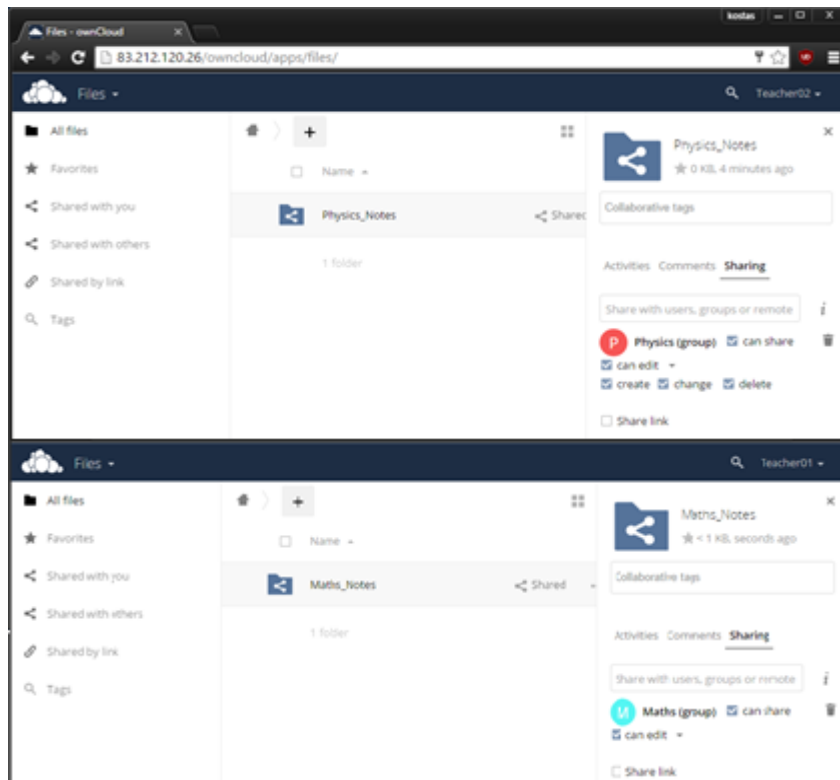 kostas
Files - ownCloud
83.212.120.26/owncloud/apps/files/
Files
Teacher02
All files
Favorites
Shared with you
Shared with others
Shared by link
Tags
Name
Physics_Notes
Shared
1 folder
Physics_Notes
0 KB, 4 minutes ago
Collaborative tags
Activities Comments Sharing
Share with users, groups or remote
i
P Physics (group) can share
can edit
create change delete
Share link
Files
Teacher01
All files
Favorites
Shared with you
Shared with others
Shared by link
Tags
Name
Maths_Notes
Shared
1 folder
Maths_Notes
< 1 KB, seconds ago
Collaborative tags
Activities Comments Sharing
Share with users, groups or remote
i
M Maths (group) can share
can edit
Share link